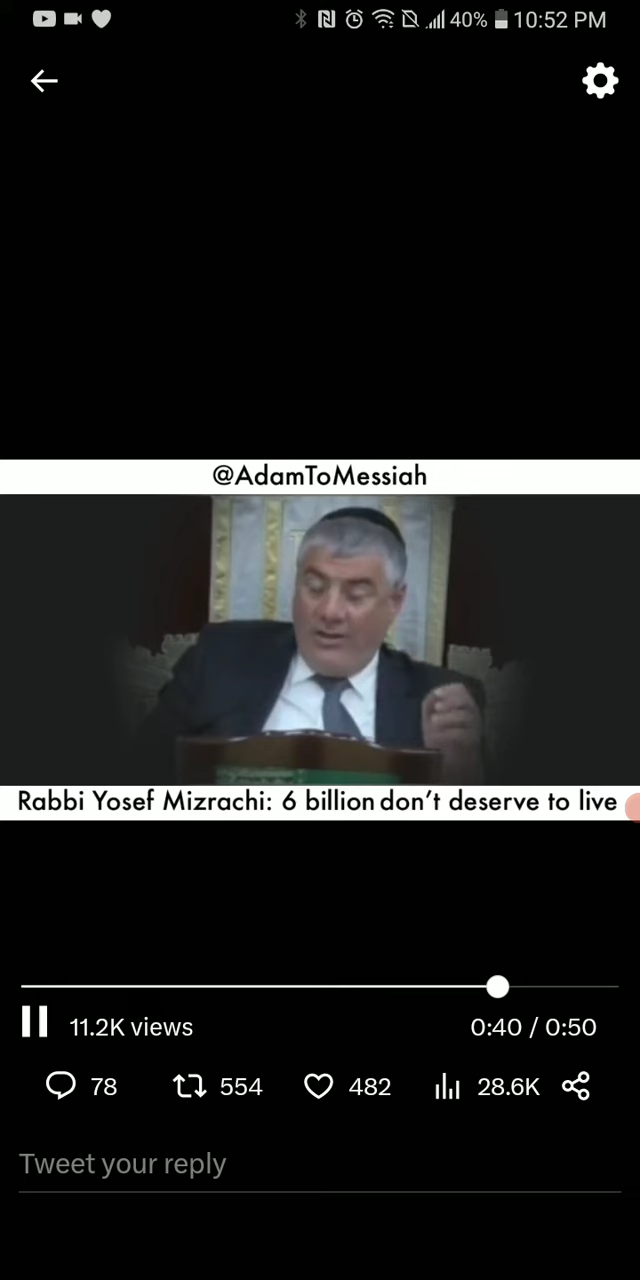 40% 10:52 PM
@AdamToMessiah
Rabbi Yosef Mizrachi: 6 billion don't deserve to live
11.2K views
0:40 / 0:50
78 554 482 28.6K
Tweet your reply